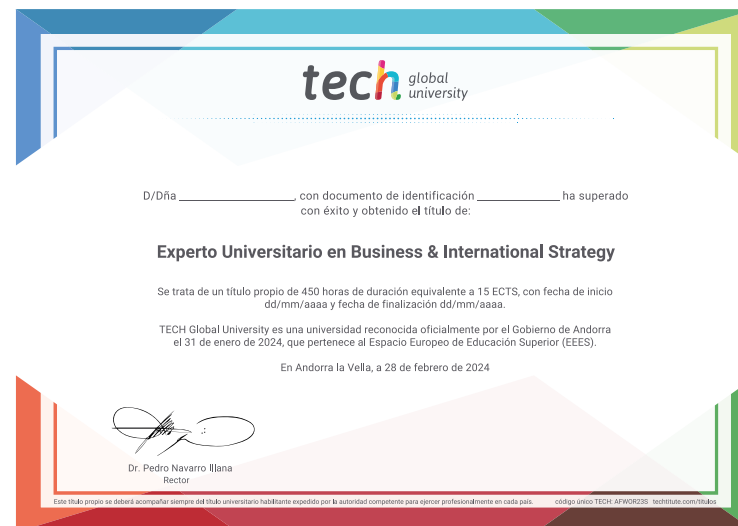 tech global university
D/Dña ____________________, con documento de identificación ______________ ha superado
con éxito y obtenido el título de:
Experto Universitario en Business & International Strategy
Se trata de un título propio de 450 horas de duración equivalente a 15 ECTS, con fecha de inicio
dd/mm/aaaa y fecha de finalización dd/mm/aaaa.
TECH Global University es una universidad reconocida oficialmente por el Gobierno de Andorra
el 31 de enero de 2024, que pertenece al Espacio Europeo de Educación Superior (EEES).
En Andorra la Vella, a 28 de febrero de 2024
Dr. Pedro Navarro Illana
Rector
Este título propio se deberá acompañar siempre del título universitario habilitante expedido por la autoridad competente para ejercer profesionalmente en cada país. código único TECH: AFWOR23S techtitute.com/titulos